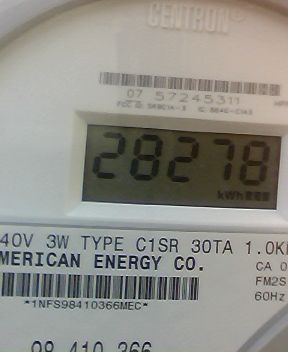 CENTRON®
07 57245311
28278
kWh
40V 3W TYPE C1SR 30TA 1.0K
MERICAN ENERGY CO.
CA 0
FM2S
60Hz
*1NFS98410366MEC*
98 410 366